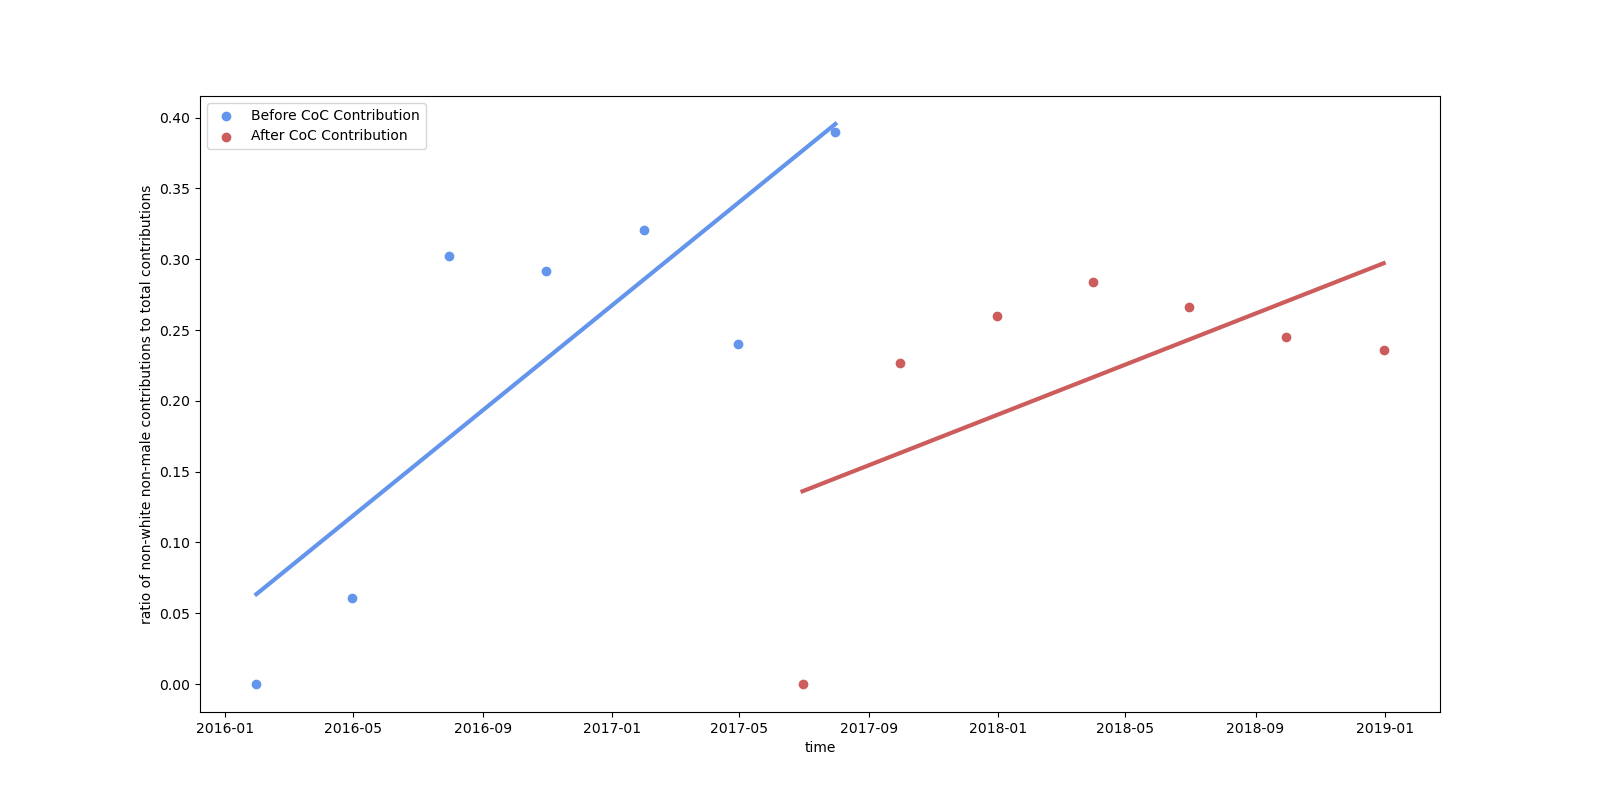 Before CoC Contribution
After CoC Contribution
ratio of non-white non-male contributions to total contributions
0.40
0.35
0.30
0.25
0.20
0.15
0.10
0.05
0.00
2016-01 2016-05 2016-09 2017-01 2017-05 2017-09 2018-01 2018-05 2018-09 2019-01
time